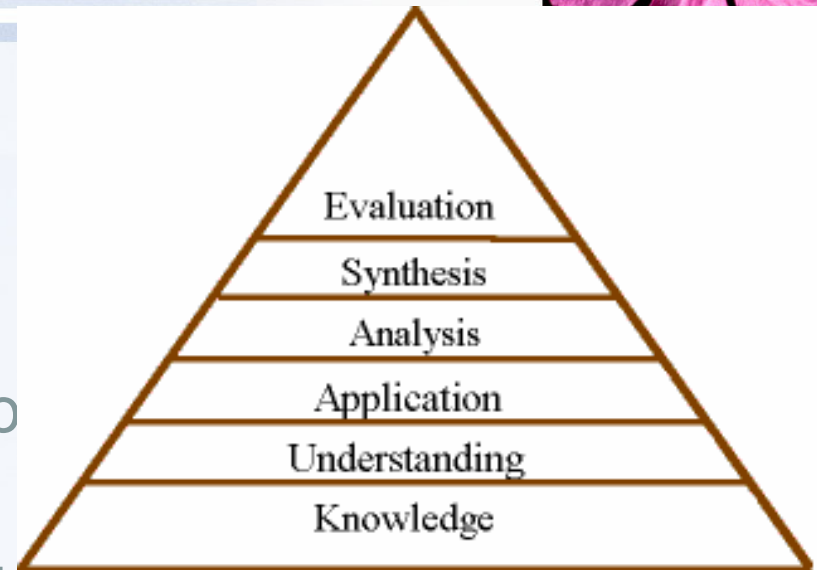 Evaluation
Synthesis
Analysis
Application
Understanding
Knowledge